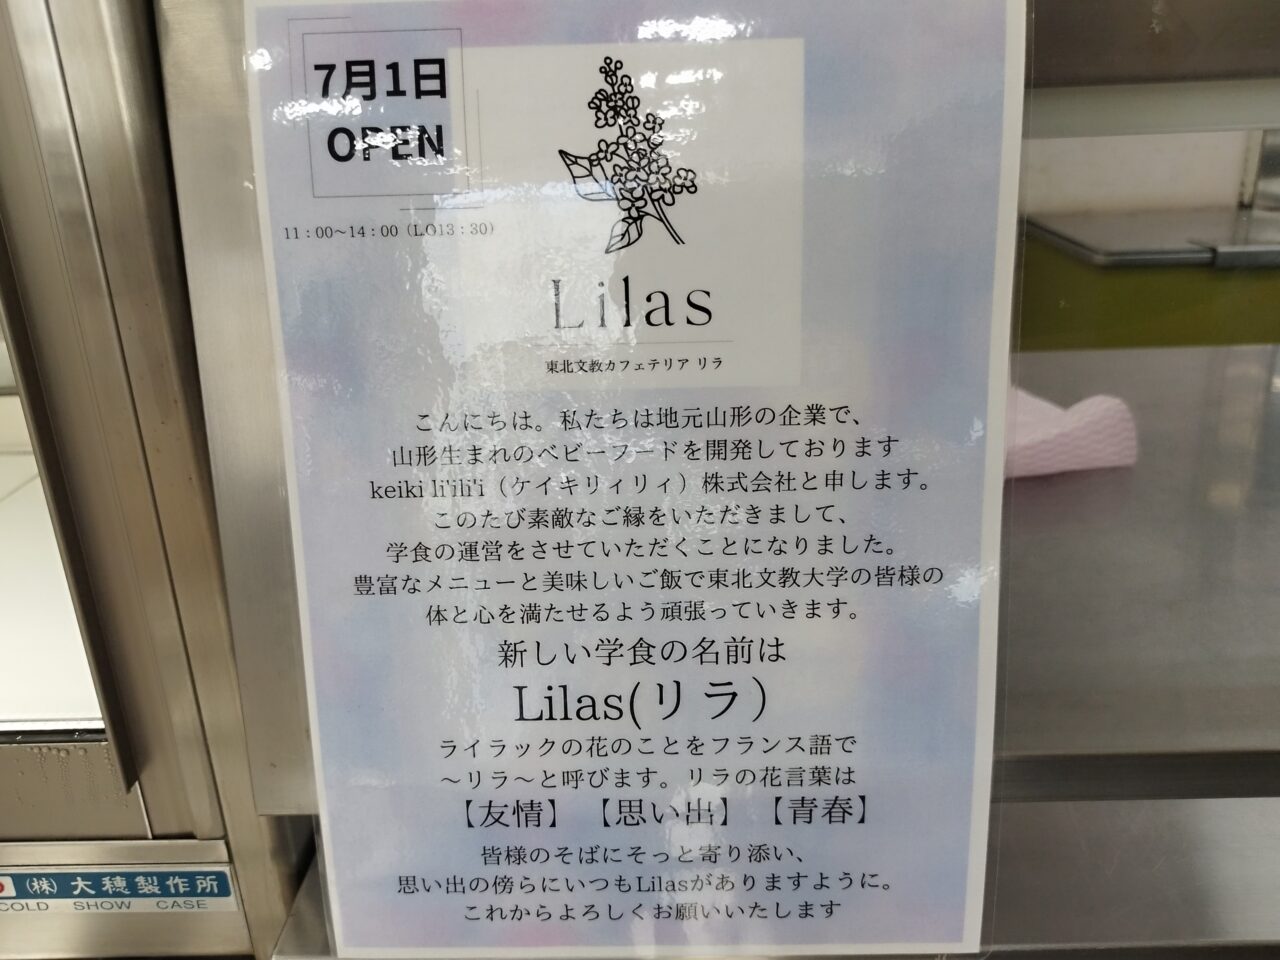 7月1日
OPEN
11：00～14：00（LO13：30）
Lilas
東北文教カフェテリア リラ
こんにちは。私たちは地元山形の企業で、
山形生まれのベビーフードを開発しております
keiki li'ili'i（ケイキリィリィ）株式会社と申します。
このたび素敵なご縁をいただきまして、
学食の運営をさせていただくことになりました。
豊富なメニューと美味しいご飯で東北文教大学の皆様の
体と心を満たせるよう頑張っていきます。
新しい学食の名前は
Lilas(リラ）
ライラックの花のことをフランス語で
～リラ～と呼びます。リラの花言葉は
【友情】【思い出】【青春】
皆様のそばにそっと寄り添い、
思い出の傍らにいつもLilasがありますように。
これからよろしくお願いいたします
(株) 大穂製作所
COLD SHOW CASE